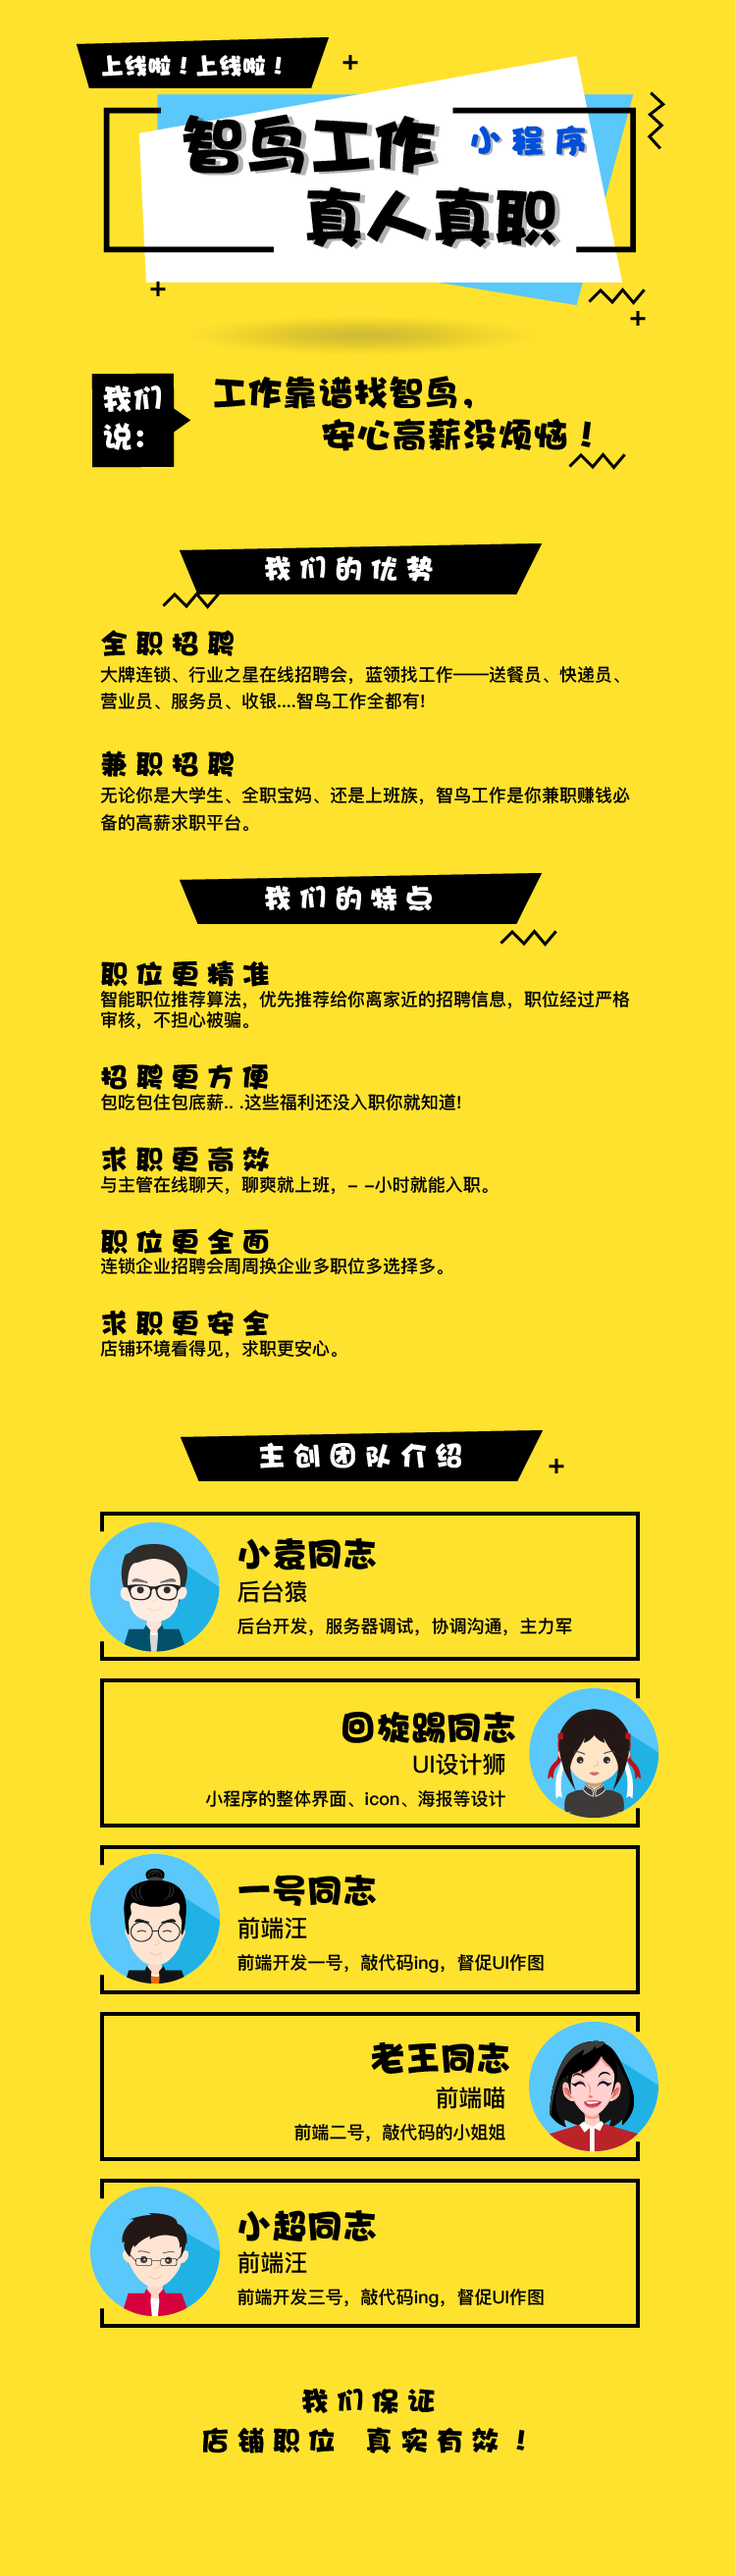 上线啦！上线啦！
智鸟工作 小程序
真人真职
我们
说：
工作靠谱找智鸟，
安心高薪没烦恼！
我们的优势
全职招聘
大牌连锁、行业之星在线招聘会，蓝领找工作——送餐员、快递员、
营业员、服务员、收银....智鸟工作全都有!
兼职招聘
无论你是大学生、全职宝妈、还是上班族，智鸟工作是你兼职赚钱必
备的高薪求职平台。
我们的特点
职位更精准
智能职位推荐算法，优先推荐给你离家近的招聘信息，职位经过严格
审核，不担心被骗。
招聘更方便
包吃包住包底薪.. .这些福利还没入职你就知道!
求职更高效
与主管在线聊天，聊爽就上班，– –小时就能入职。
职位更全面
连锁企业招聘会周周换企业多职位多选择多。
求职更安全
店铺环境看得见，求职更安心。
主创团队介绍
小袁同志
后台猿
后台开发，服务器调试，协调沟通，主力军
回旋踢同志
UI设计狮
小程序的整体界面、icon、海报等设计
一号同志
前端汪
前端开发一号，敲代码ing，督促UI作图
老王同志
前端喵
前端二号，敲代码的小姐姐
小超同志
前端汪
前端开发三号，敲代码ing，督促UI作图
我们保证
店铺职位 真实有效！